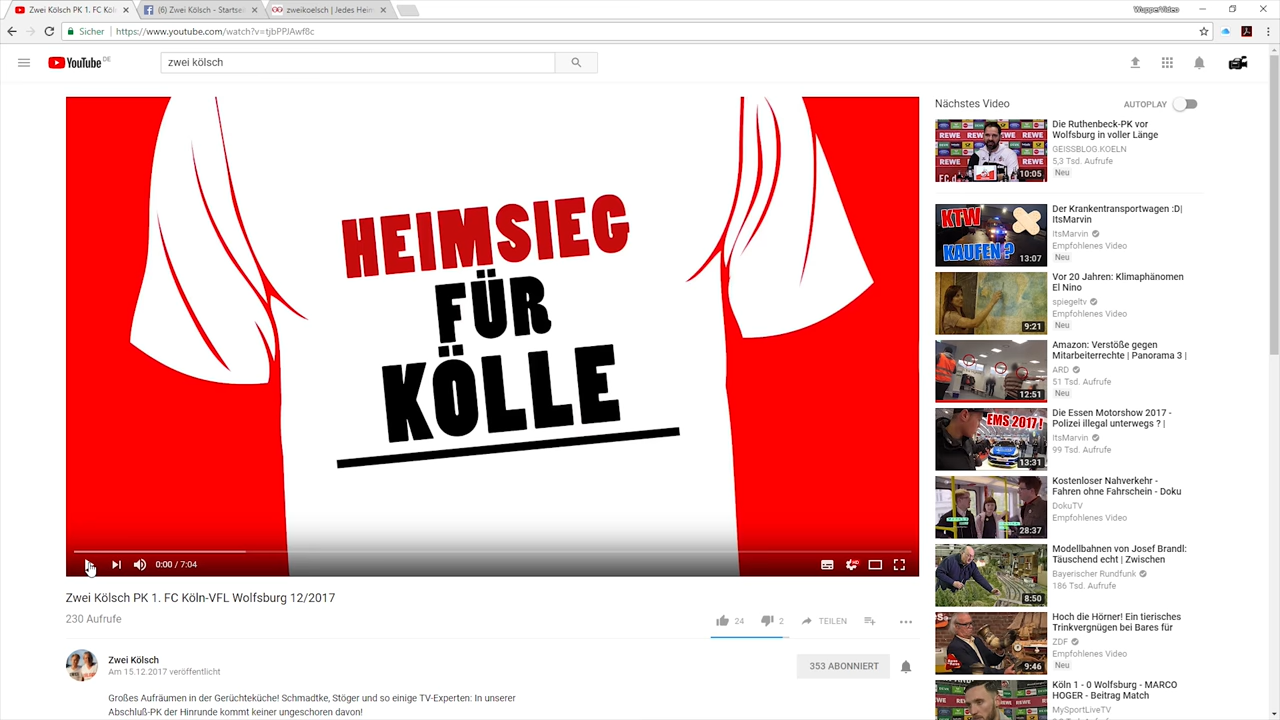 Zwei Kölsch PK 1. FC Köln
(6) Zwei Kölsch - Startsei
zweikoelsch | Jedes Heim
WupperVideo
Sicher
https://www.youtube.com/watch?v=tjbPPJAwf8c
YouTube DE
zwei kölsch
HEIMSIEG
FÜR
KÖLLE
0:00 / 7:04
Zwei Kölsch PK 1. FC Köln-VFL Wolfsburg 12/2017
230 Aufrufe
24
2
TEILEN
Zwei Kölsch
Am 15.12.2017 veröffentlicht
353 ABONNIERT
Großes Aufräumen in der Gerüchteküche! Schmadtke, Jäger und so einige TV-Experten: In unserer
Abschluß-PK der Hinrunde kommt keiner ungeschoren davon!
Nächstes Video
AUTOPLAY
REWE
10:05
Die Ruthenbeck-PK vor
Wolfsburg in voller Länge
GEISSBLOG.KOELN
5,3 Tsd. Aufrufe
Neu
KTW
KAUFEN ?
13:07
Der Krankentransportwagen :D|
ItsMarvin
ItsMarvin
Empfohlenes Video
Neu
9:21
Vor 20 Jahren: Klimaphänomen
El Nino
spiegeltv
Empfohlenes Video
Neu
12:51
Amazon: Verstöße gegen
Mitarbeiterrechte | Panorama 3 |
ARD
51 Tsd. Aufrufe
Neu
EMS 2017!
13:31
Die Essen Motorshow 2017 -
Polizei illegal unterwegs ? |
ItsMarvin
99 Tsd. Aufrufe
28:37
Kostenloser Nahverkehr -
Fahren ohne Fahrschein - Doku
DokuTV
Empfohlenes Video
8:50
Modellbahnen von Josef Brandl:
Täuschend echt | Zwischen
Bayerischer Rundfunk
186 Tsd. Aufrufe
9:46
Hoch die Hörner! Ein tierisches
Trinkvergnügen bei Bares für
ZDF
Empfohlenes Video
Neu
Köln 1 - 0 Wolfsburg - MARCO
HOGER - Beitrag Match
MySportLiveTV